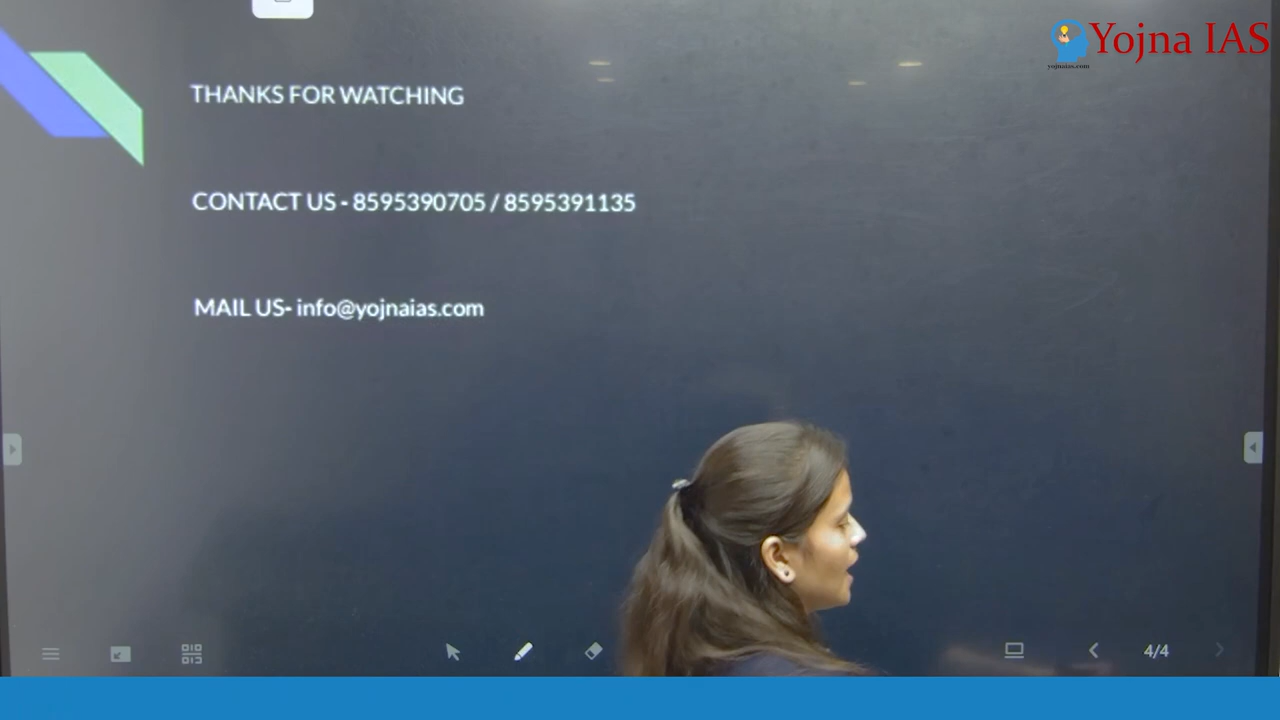 Yojna IAS
yojnaias.com
THANKS FOR WATCHING
CONTACT US - 8595390705 / 8595391135
MAIL US- info@yojnaias.com
4/4